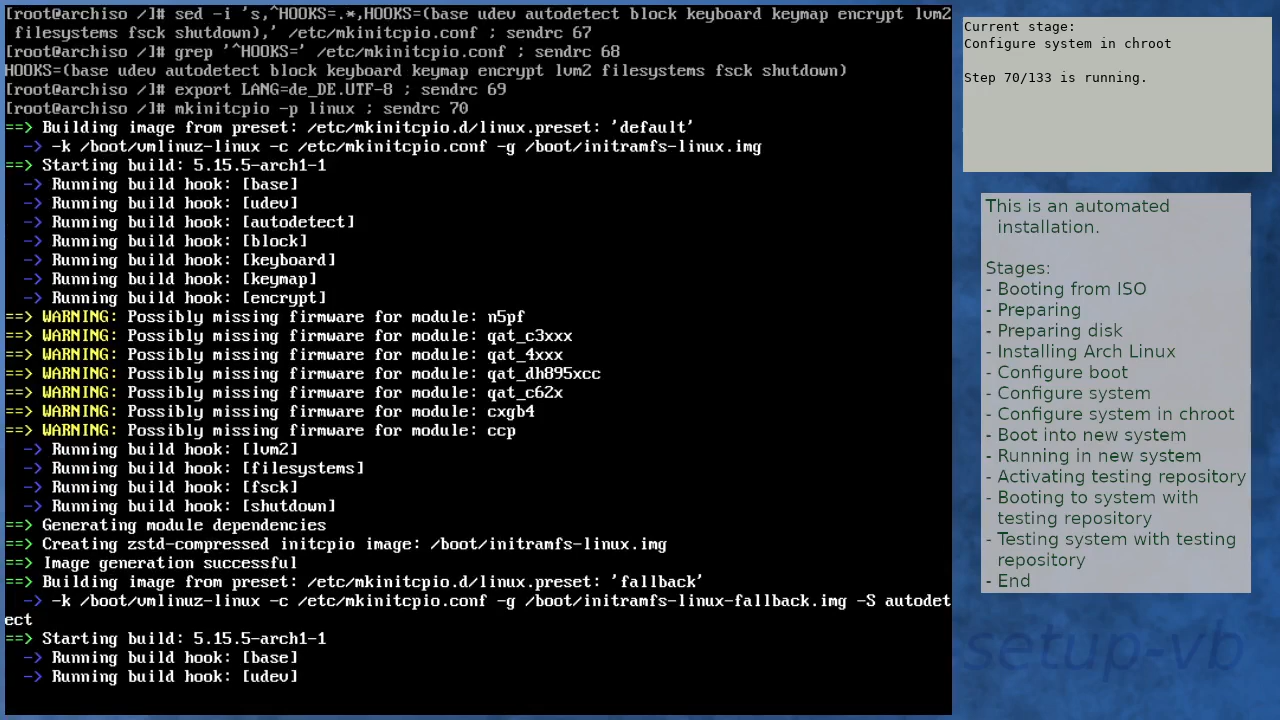 [root@archiso /]# sed -i 's,^HOOKS=.*,HOOKS=(base udev autodetect block keyboard keymap encrypt lvm2
 filesystems fsck shutdown),' /etc/mkinitcpio.conf ; sendrc 67
[root@archiso /]# grep '^HOOKS=' /etc/mkinitcpio.conf ; sendrc 68
HOOKS=(base udev autodetect block keyboard keymap encrypt lvm2 filesystems fsck shutdown)
[root@archiso /]# export LANG=de_DE.UTF-8 ; sendrc 69
[root@archiso /]# mkinitcpio -p linux ; sendrc 70
==> Building image from preset: /etc/mkinitcpio.d/linux.preset: 'default'
  -> -k /boot/vmlinuz-linux -c /etc/mkinitcpio.conf -g /boot/initramfs-linux.img
==> Starting build: 5.15.5-arch1-1
  -> Running build hook: [base]
  -> Running build hook: [udev]
  -> Running build hook: [autodetect]
  -> Running build hook: [block]
  -> Running build hook: [keyboard]
  -> Running build hook: [keymap]
  -> Running build hook: [encrypt]
==> WARNING: Possibly missing firmware for module: n5pf
==> WARNING: Possibly missing firmware for module: qat_c3xxx
==> WARNING: Possibly missing firmware for module: qat_4xxx
==> WARNING: Possibly missing firmware for module: qat_dh895xcc
==> WARNING: Possibly missing firmware for module: qat_c62x
==> WARNING: Possibly missing firmware for module: cxgb4
==> WARNING: Possibly missing firmware for module: ccp
  -> Running build hook: [lvm2]
  -> Running build hook: [filesystems]
  -> Running build hook: [fsck]
  -> Running build hook: [shutdown]
==> Generating module dependencies
==> Creating zstd-compressed initcpio image: /boot/initramfs-linux.img
==> Image generation successful
==> Building image from preset: /etc/mkinitcpio.d/linux.preset: 'fallback'
  -> -k /boot/vmlinuz-linux -c /etc/mkinitcpio.conf -g /boot/initramfs-linux-fallback.img -S autodet
ect
==> Starting build: 5.15.5-arch1-1
  -> Running build hook: [base]
  -> Running build hook: [udev]
Current stage:
Configure system in chroot
Step 70/133 is running.
This is an automated
installation.
Stages:
- Booting from ISO
- Preparing
- Preparing disk
- Installing Arch Linux
- Configure boot
- Configure system
- Configure system in chroot
- Boot into new system
- Running in new system
- Activating testing repository
- Booting to system with
testing repository
- Testing system with testing
repository
- End
setup-vb